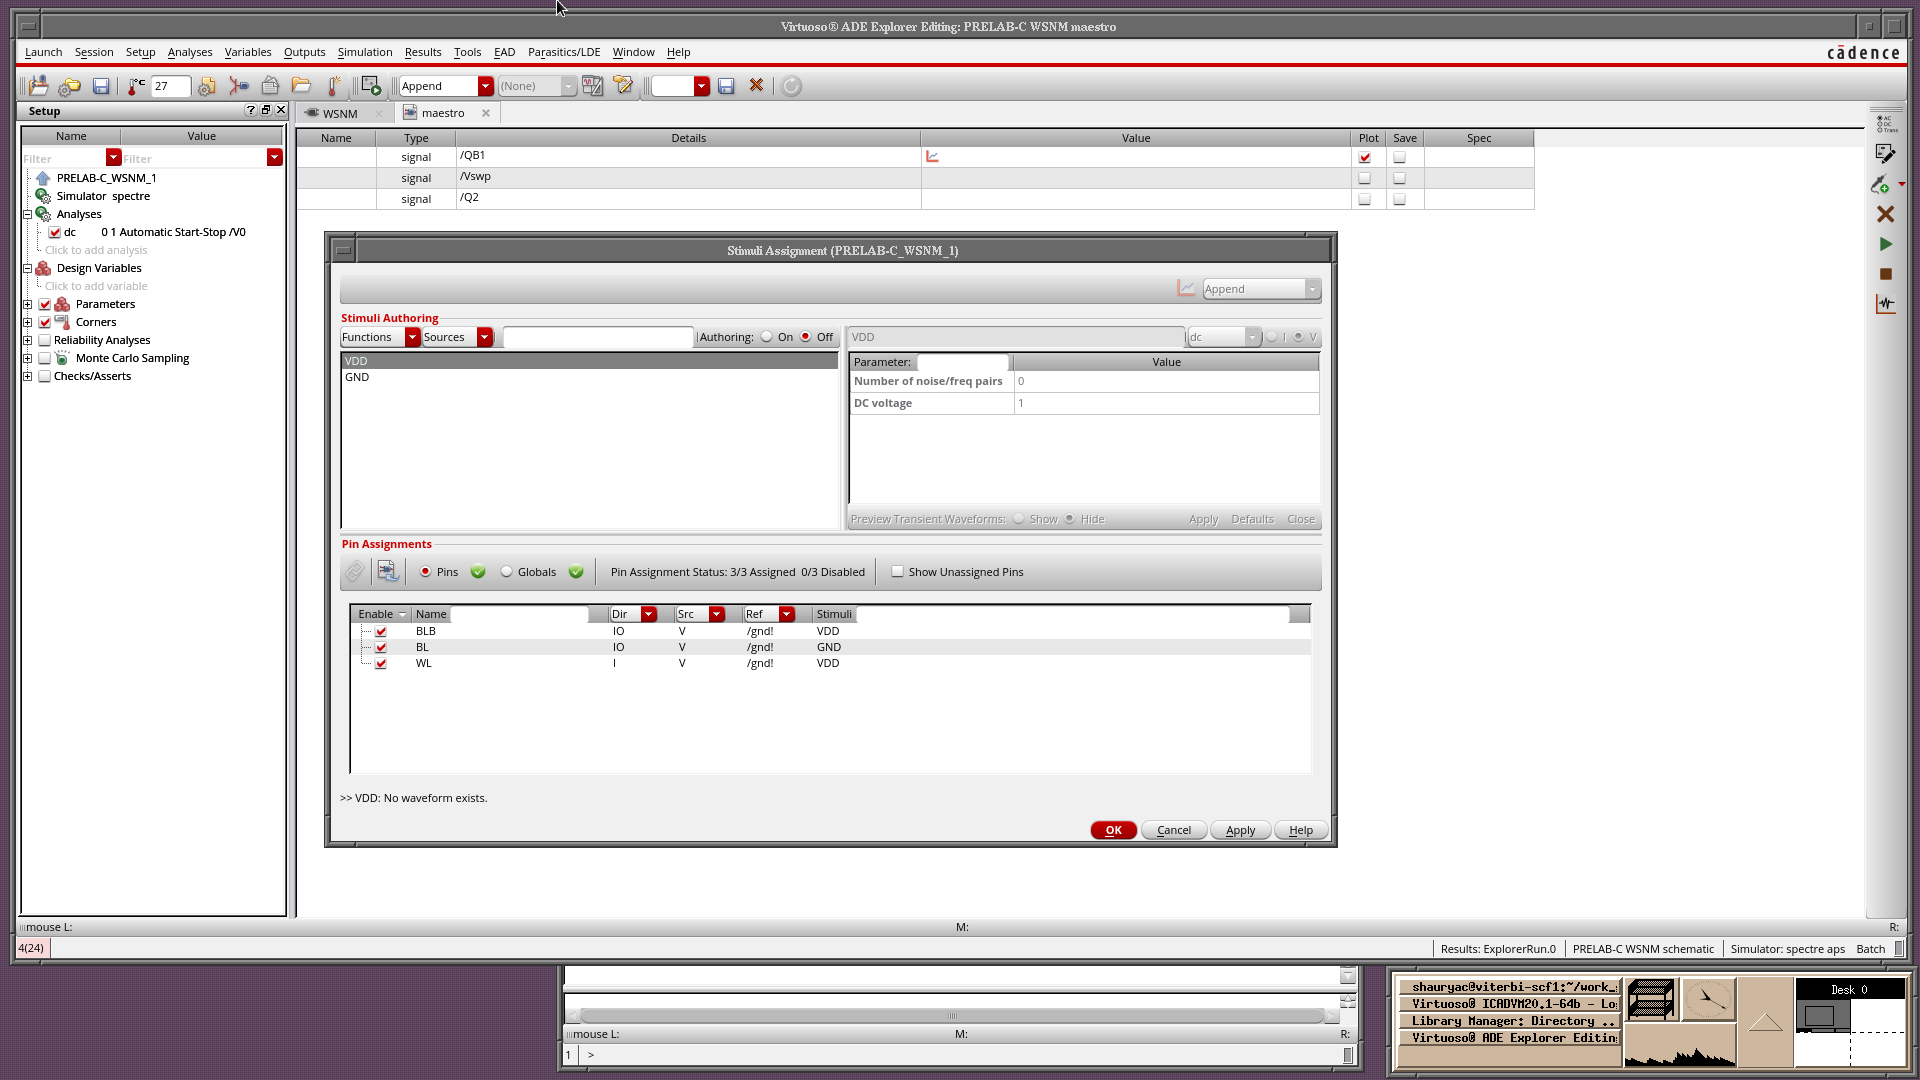 Virtuoso® ADE Explorer Editing: PRELAB-C WSNM maestro
Launch Session Setup Analyses Variables Outputs Simulation Results Tools EAD Parasitics/LDE Window Help
cādence
27 Append (None)
Setup
WSNM maestro
Name Value
Filter Filter
PRELAB-C_WSNM_1
Simulator spectre
Analyses
dc 0 1 Automatic Start-Stop /V0
Click to add analysis
Design Variables
Click to add variable
Parameters
Corners
Reliability Analyses
Monte Carlo Sampling
Checks/Asserts
Name Type Details Value Plot Save Spec
signal /QB1
signal /Vswp
signal /Q2
Stimuli Assignment (PRELAB-C_WSNM_1)
Append
Stimuli Authoring
Functions Sources Authoring: On Off
VDD dc I V
VDD
GND
Parameter: Value
Number of noise/freq pairs 0
DC voltage 1
Preview Transient Waveforms: Show Hide Apply Defaults Close
Pin Assignments
Pins Globals Pin Assignment Status: 3/3 Assigned 0/3 Disabled Show Unassigned Pins
Enable Name Dir Src Ref Stimuli
BLB IO V /gnd! VDD
BL IO V /gnd! GND
WL I V /gnd! VDD
>> VDD: No waveform exists.
OK Cancel Apply Help
mouse L: M: R:
4(24)
Results: ExplorerRun.0 PRELAB-C WSNM schematic Simulator: spectre aps Batch
mouse L: M: R:
1 >
shauryac@viterbi-scf1:~/work_
Virtuoso® ICADVM20.1-64b - Lo
Library Manager: Directory ..
Virtuoso® ADE Explorer Editin
Desk 0